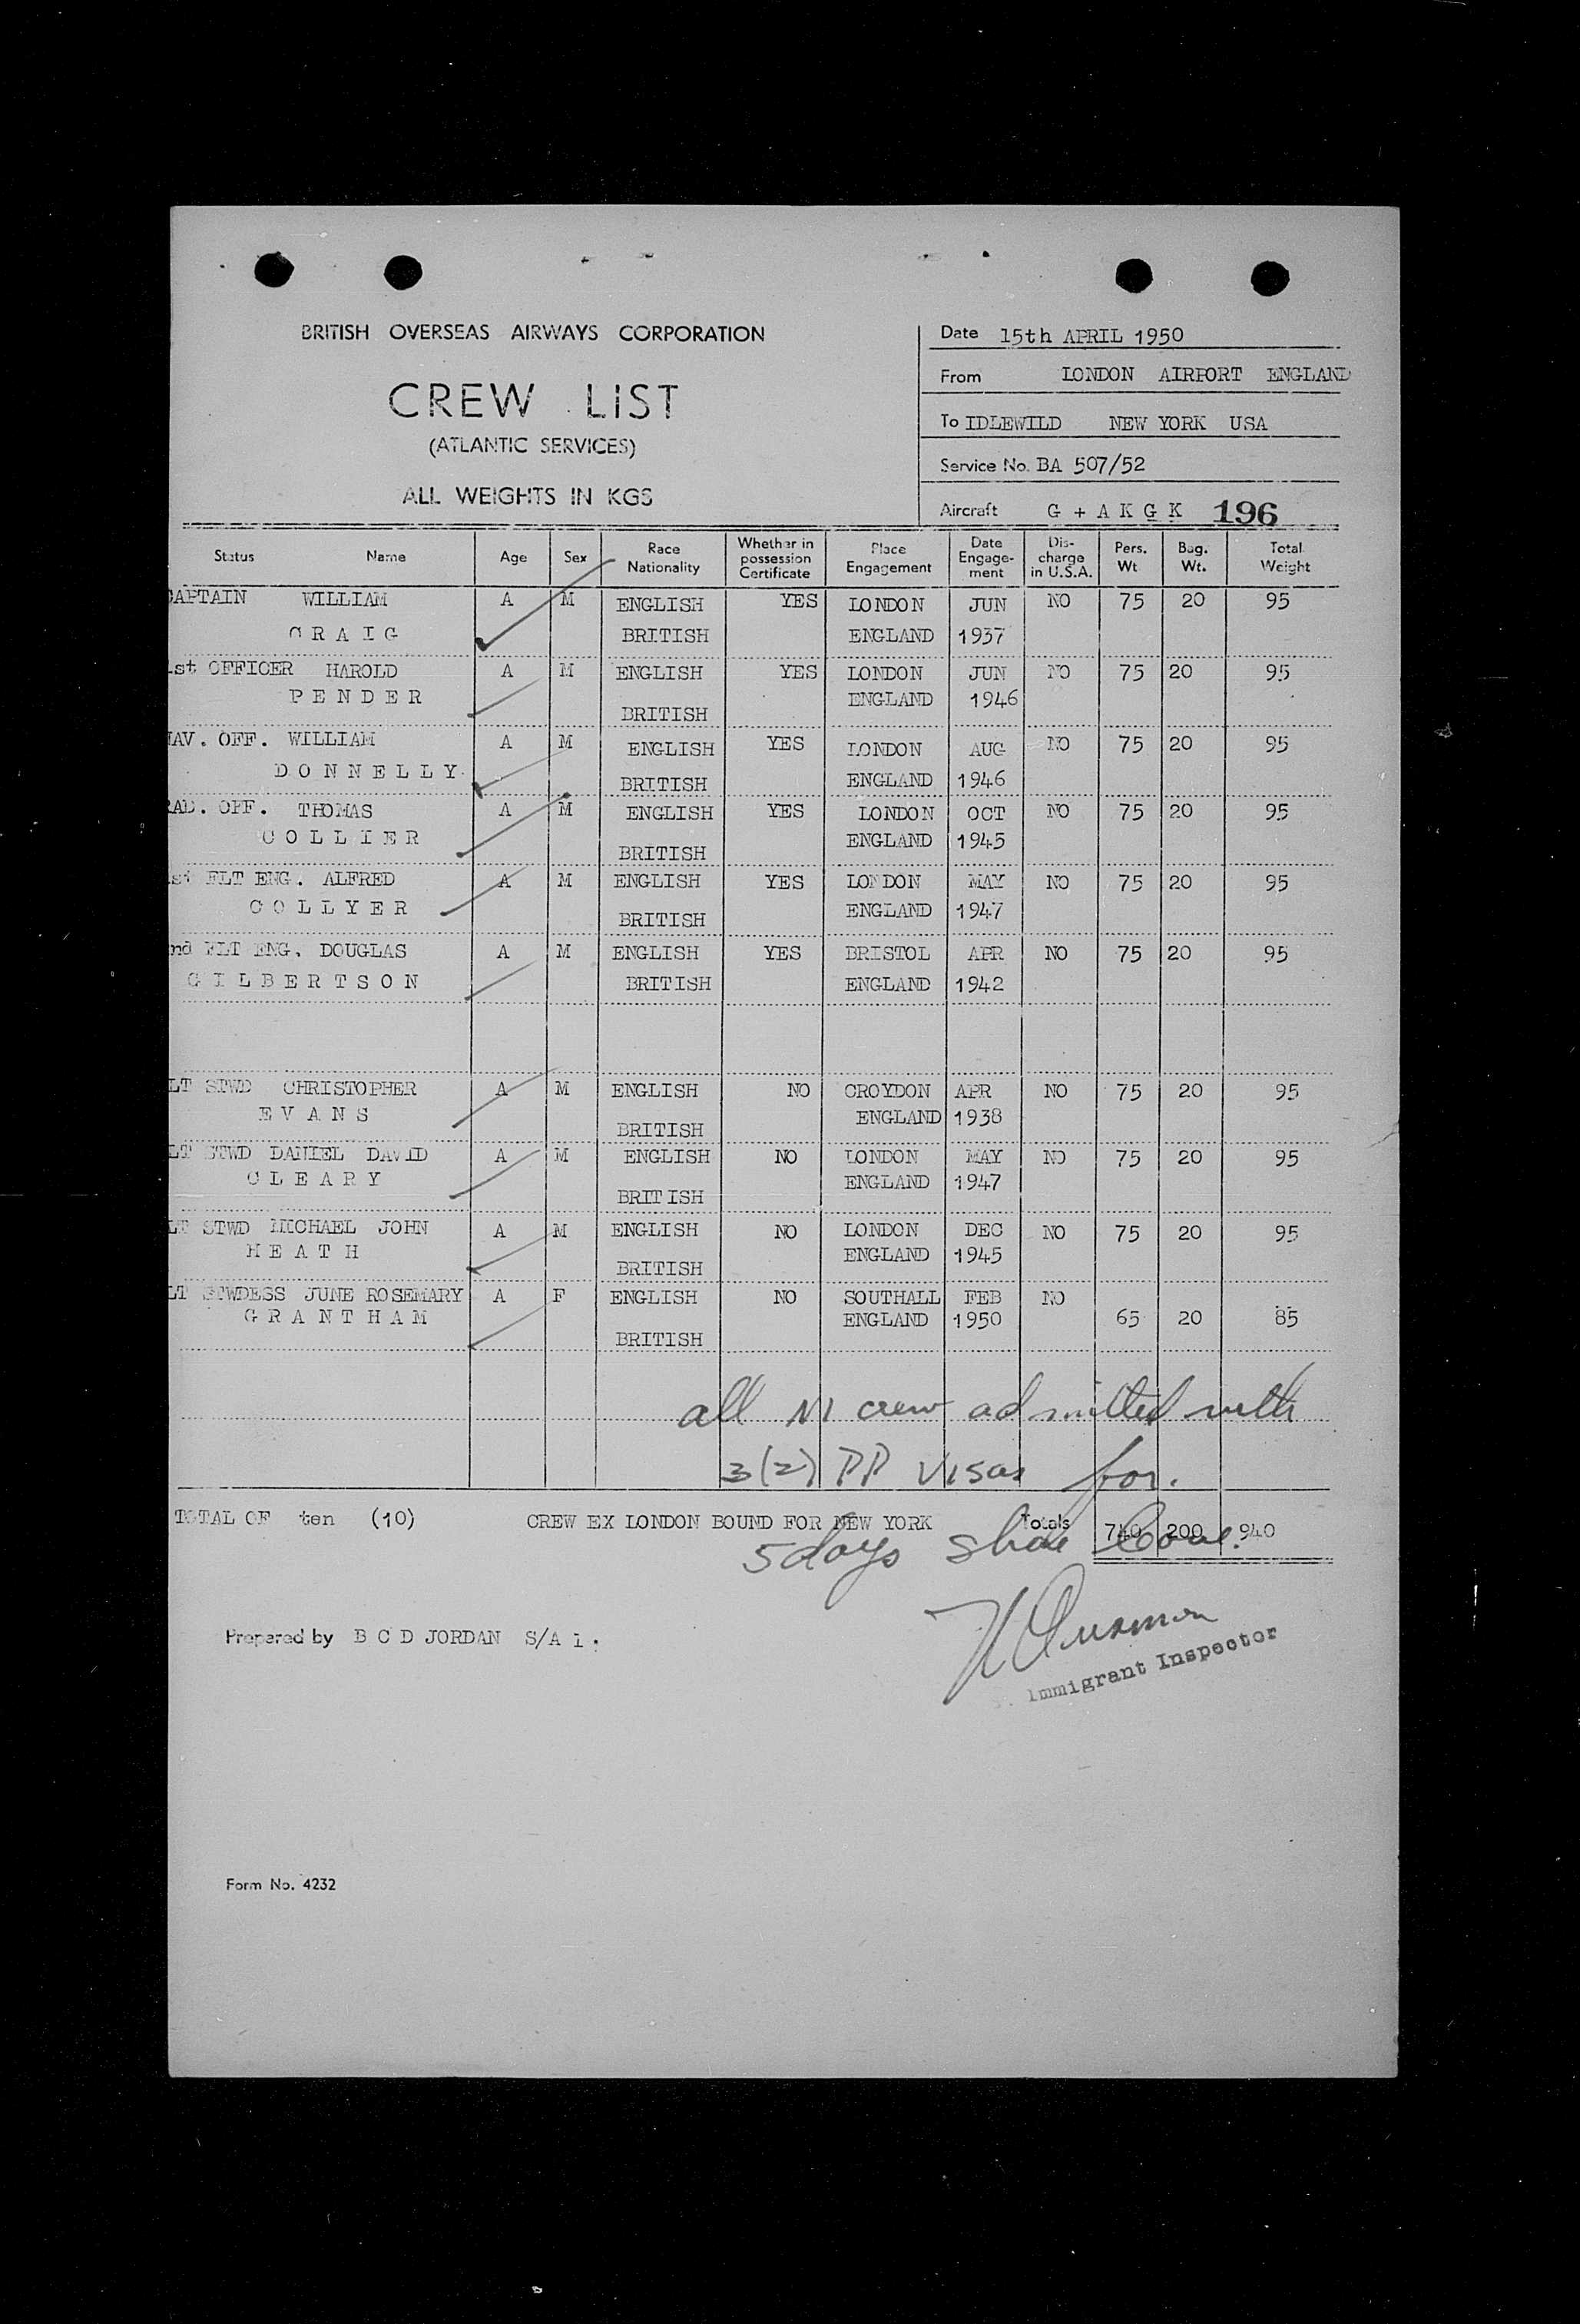 BRITISH OVERSEAS AIRWAYS CORPORATION
CREW LIST
(ATLANTIC SERVICES)
ALL WEIGHTS IN KGS
Date 15th APRIL 1950
From LONDON AIRPORT ENGLAND
To IDLEWILD NEW YORK USA
Service No. BA 507/52
Aircraft G + A K G K 196
Status Name Age Sex Race Nationality Whether in possession Certificate Place Engagement Date Engage-ment Dis-charge in U.S.A. Pers. Wt Bag. Wt. Total Weight
CAPTAIN WILLIAM A M ENGLISH YES LONDON JUN NO 75 20 95
CRAIG BRITISH ENGLAND 1937
1st OFFICER HAROLD A M ENGLISH YES LONDON JUN NO 75 20 95
PENDER BRITISH ENGLAND 1946
NAV. OFF. WILLIAM A M ENGLISH YES LONDON AUG NO 75 20 95
DONNELLY BRITISH ENGLAND 1946
RAD. OFF. THOMAS A M ENGLISH YES LONDON OCT NO 75 20 95
COLLIER BRITISH ENGLAND 1945
1st FLT ENG. ALFRED A M ENGLISH YES LONDON MAY NO 75 20 95
COLLYER BRITISH ENGLAND 1947
nd FLT ENG. DOUGLAS A M ENGLISH YES BRISTOL APR NO 75 20 95
GILBERTSON BRITISH ENGLAND 1942
LT STWD CHRISTOPHER A M ENGLISH NO CROYDON APR NO 75 20 95
EVANS BRITISH ENGLAND 1938
LT STWD DANIEL DAVID A M ENGLISH NO LONDON MAY NO 75 20 95
CLEARY BRITISH ENGLAND 1947
LT STWD MICHAEL JOHN A M ENGLISH NO LONDON DEC NO 75 20 95
HEATH BRITISH ENGLAND 1945
LT STWDESS JUNE ROSEMARY A F ENGLISH NO SOUTHALL FEB NO 65 20 85
GRANTHAM BRITISH ENGLAND 1950
all NI crew admitted with
3(2) PP Visas for
TOTAL OF ten (10) CREW EX LONDON BOUND FOR NEW YORK Totals 740 200 940
5 days shore leave.
Prepared by B C D JORDAN S/A 1.
Immigrant Inspector
Form No. 4232